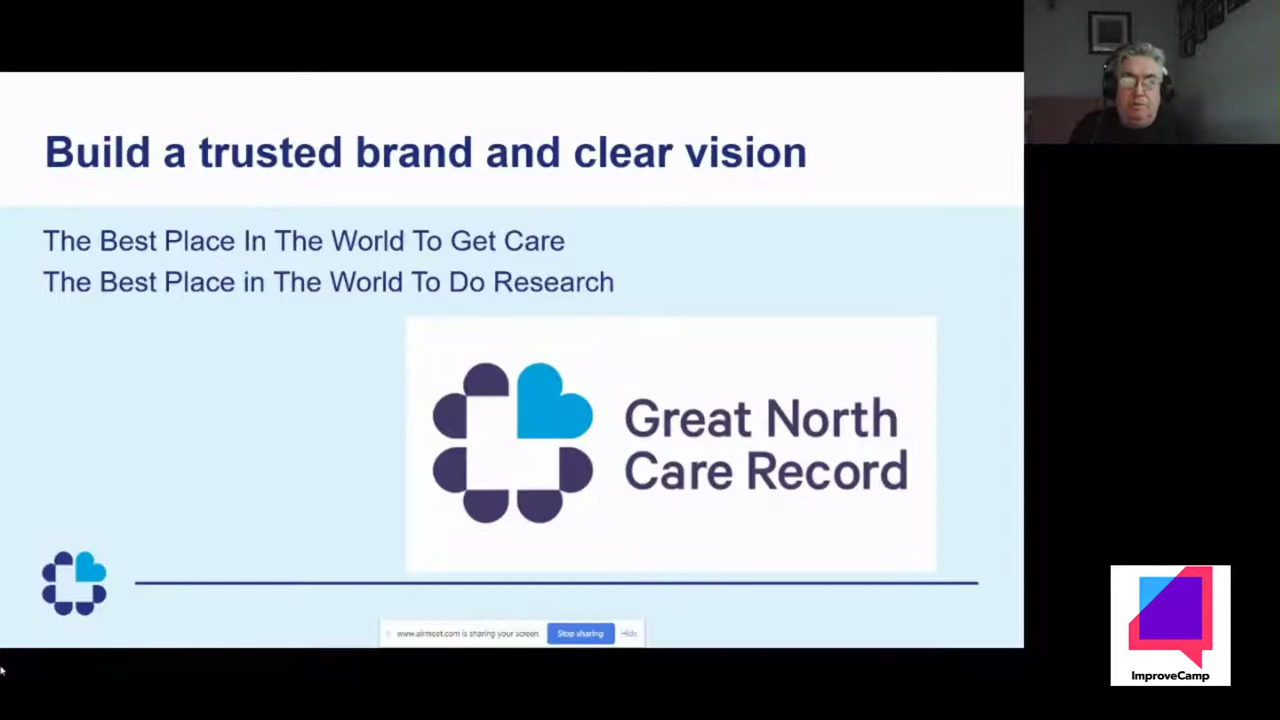 Build a trusted brand and clear vision
The Best Place In The World To Get Care
The Best Place in The World To Do Research
Great North
Care Record
www.airmeet.com is sharing your screen.
Stop sharing
Hide
ImproveCamp